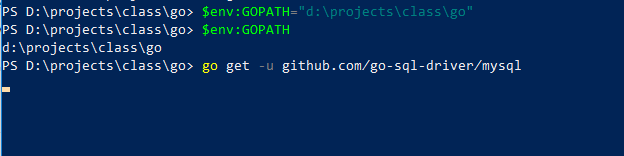 PS D:\projects\class\go> $env:GOPATH="d:\projects\class\go"
PS D:\projects\class\go> $env:GOPATH
d:\projects\class\go
PS D:\projects\class\go> go get -u github.com/go-sql-driver/mysql